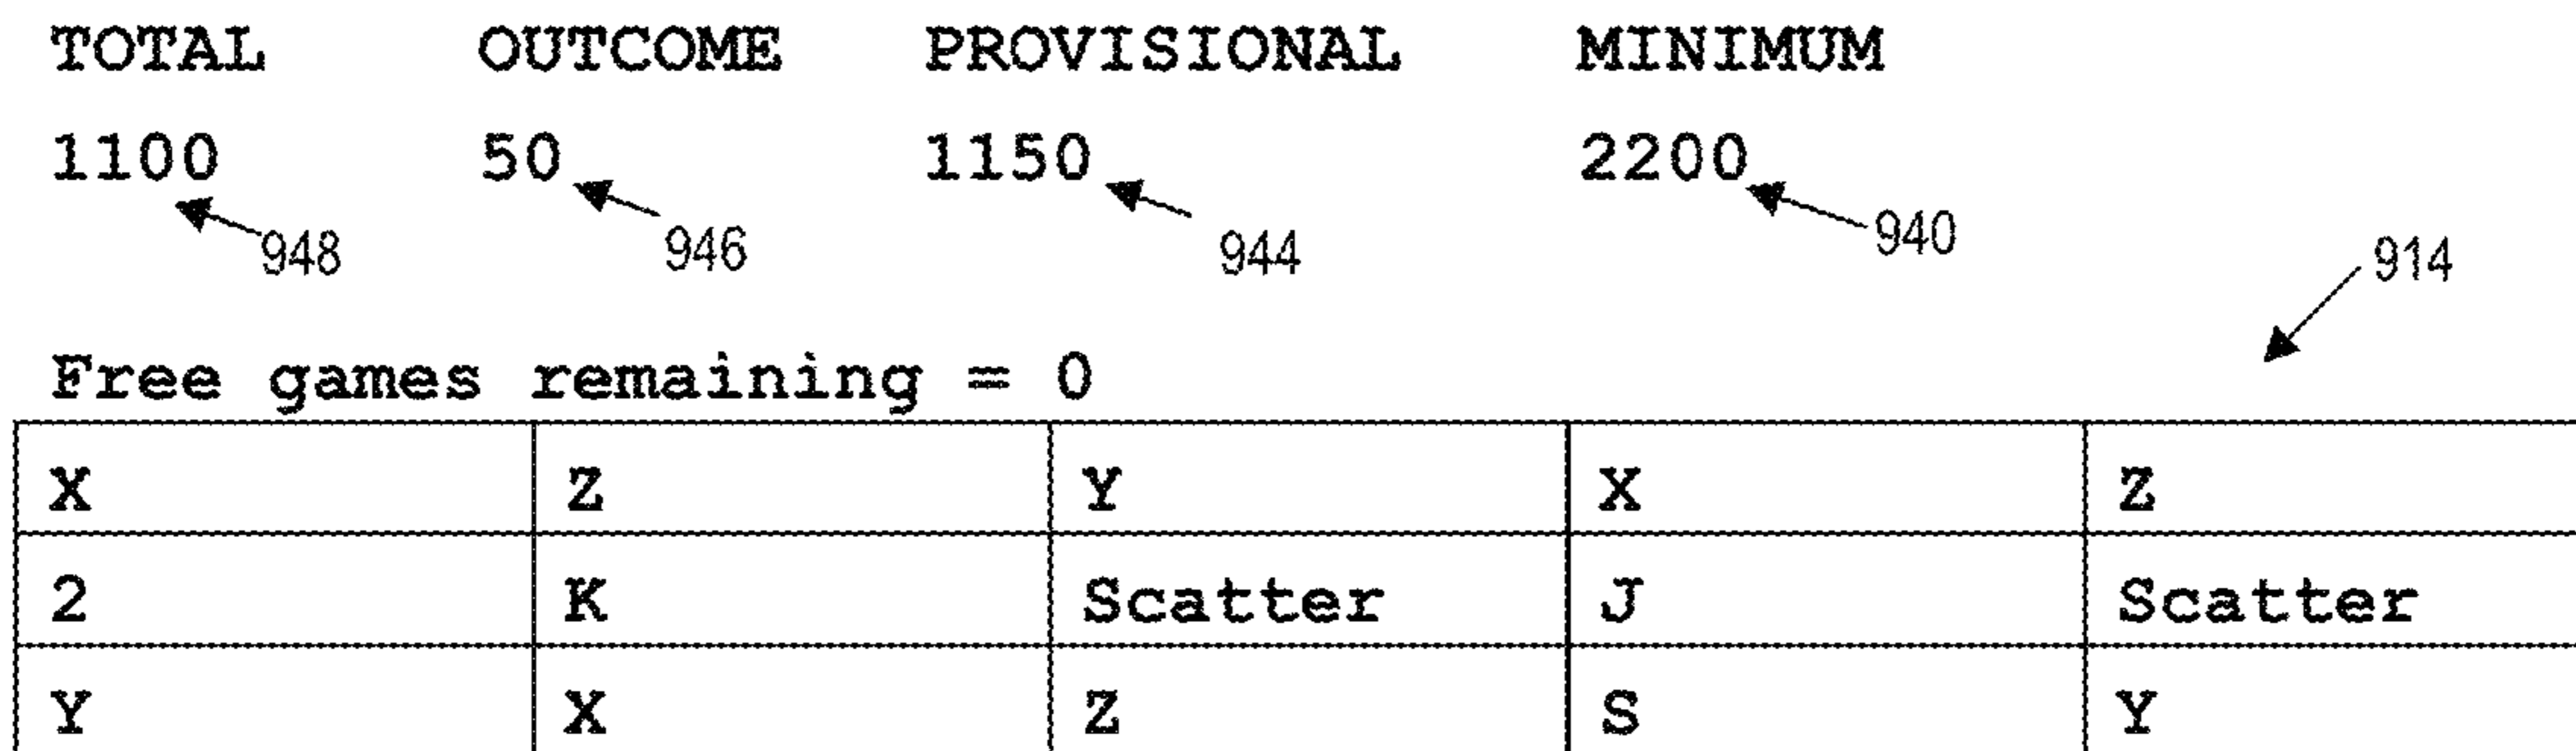 TOTAL OUTCOME PROVISIONAL MINIMUM
1100 50 1150 2200
948 946 944 940 914
Free games remaining = 0
X Z Y X Z
2 K Scatter J Scatter
Y X Z S Y